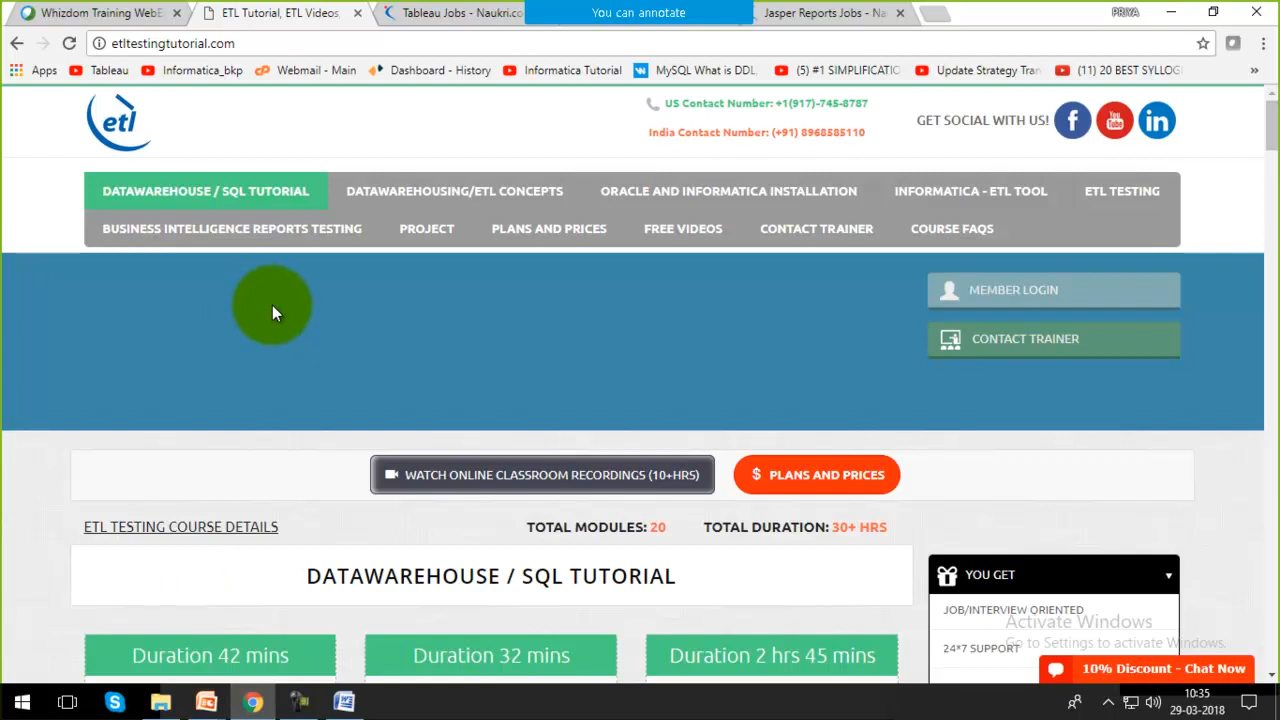 Whizdom Training WebE
ETL Tutorial, ETL Videos,
Tableau Jobs - Naukri.co
You can annotate
Jasper Reports Jobs - Na
PRIYA
etltestingtutorial.com
Apps
Tableau
Informatica_bkp
Webmail - Main
Dashboard - History
Informatica Tutorial
MySQL What is DDL,
(5) #1 SIMPLIFICATIO
Update Strategy Tran
(11) 20 BEST SYLLOG
»
etl
US Contact Number: +1(917)-745-8787
India Contact Number: (+91) 8968585110
GET SOCIAL WITH US!
f
You Tube
in
DATAWAREHOUSE / SQL TUTORIAL
DATAWAREHOUSING/ETL CONCEPTS
ORACLE AND INFORMATICA INSTALLATION
INFORMATICA - ETL TOOL
ETL TESTING
BUSINESS INTELLIGENCE REPORTS TESTING
PROJECT
PLANS AND PRICES
FREE VIDEOS
CONTACT TRAINER
COURSE FAQS
MEMBER LOGIN
CONTACT TRAINER
WATCH ONLINE CLASSROOM RECORDINGS (10+HRS)
$ PLANS AND PRICES
ETL TESTING COURSE DETAILS
TOTAL MODULES: 20
TOTAL DURATION: 30+ HRS
DATAWAREHOUSE / SQL TUTORIAL
YOU GET
JOB/INTERVIEW ORIENTED
24*7 SUPPORT
Activate Windows
Go to Settings to activate Windows.
Duration 42 mins
Duration 32 mins
Duration 2 hrs 45 mins
10% Discount - Chat Now
10:35
29-03-2018